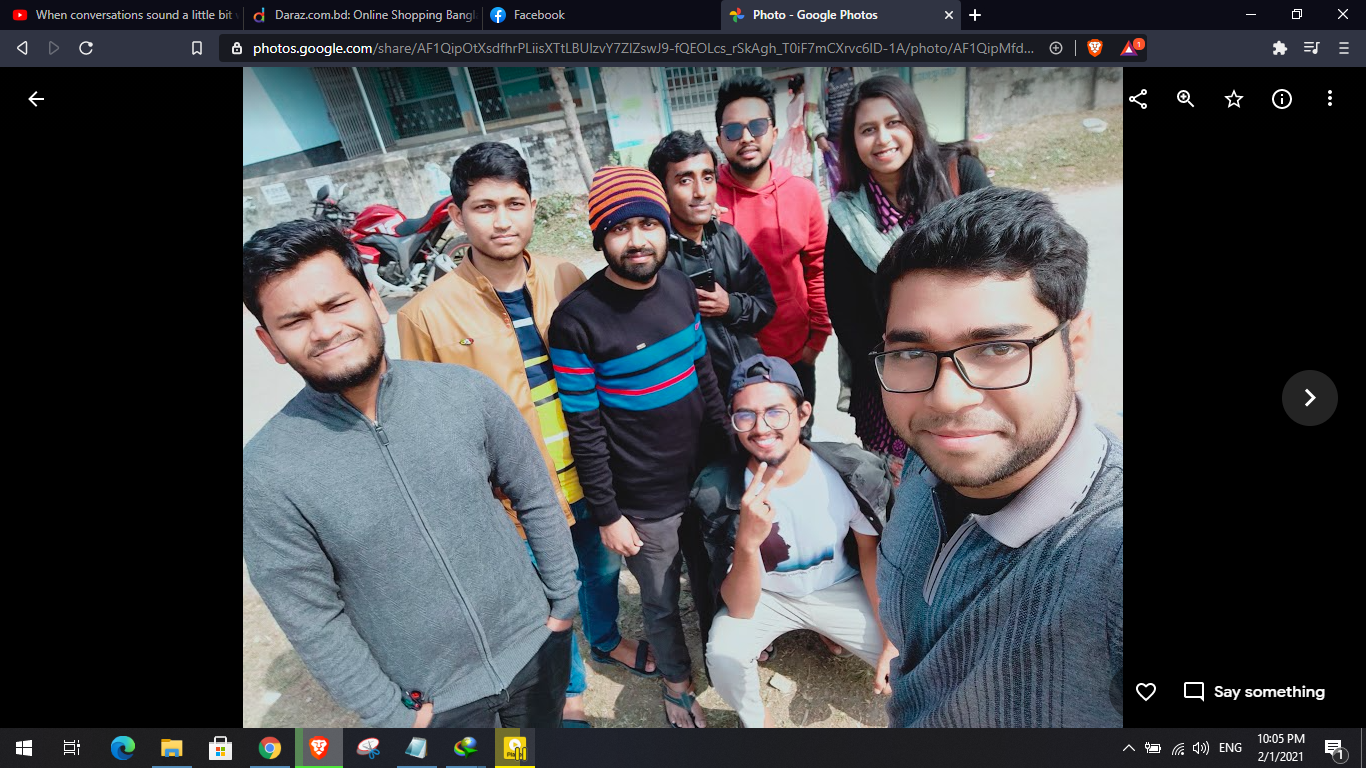 When conversations sound a little bit
Daraz.com.bd: Online Shopping Bangl
Facebook
Photo - Google Photos
photos.google.com/share/AF1QipOtXsdfhrPLiisXTtLBUIzvY7ZlZswJ9-fQEOLcs_rSkAgh_T0iF7mCXrvc6ID-1A/photo/AF1QipMfd...
1
Say something
ENG
10:05 PM
2/1/2021
1